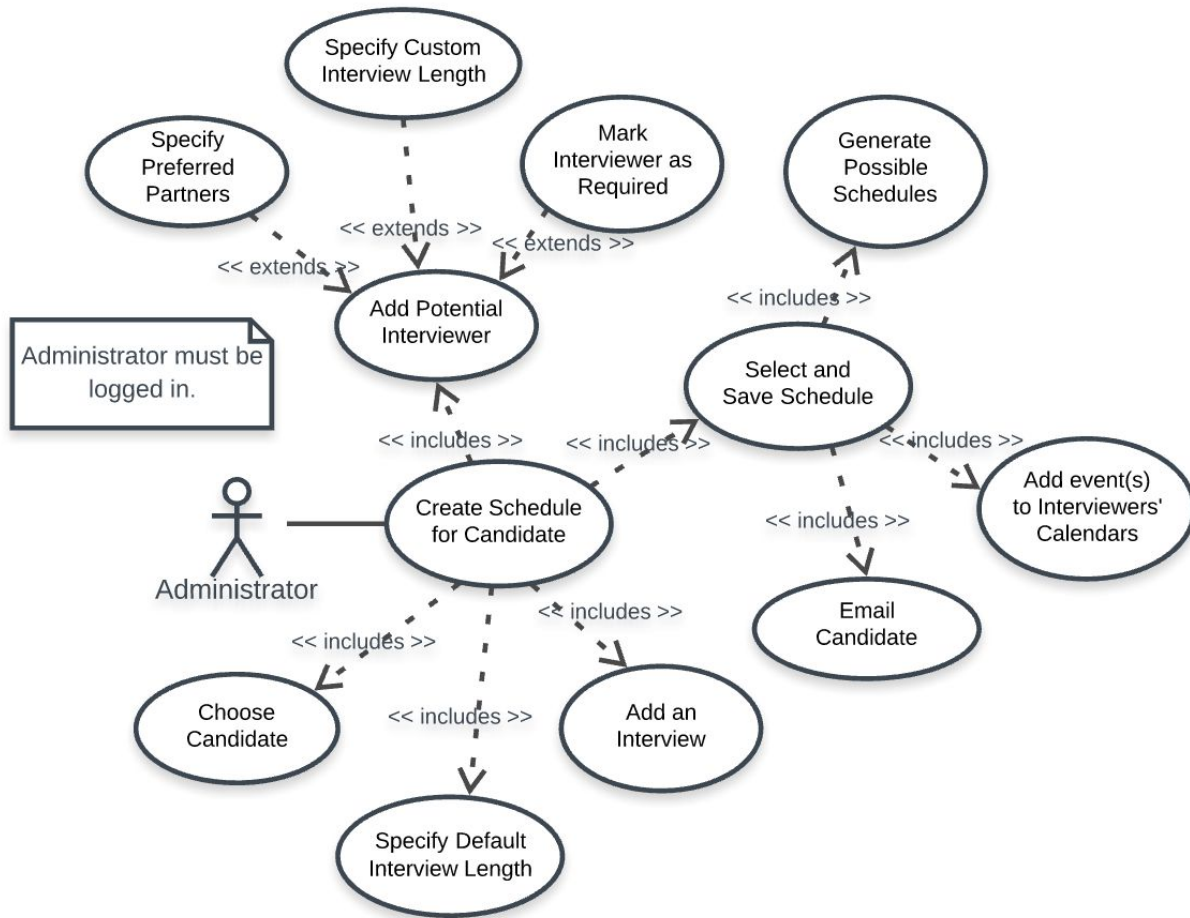 Specify Custom
Interview Length
Specify
Preferred
Partners
Mark
Interviewer as
Required
Generate
Possible
Schedules
<< extends >>
<< extends >>
<< extends >>
<< includes >>
Add Potential
Interviewer
Administrator must be
logged in.
Select and
Save Schedule
<< includes >>
<< includes >>
<< includes >>
Create Schedule
for Candidate
Add event(s)
to Interviewers'
Calendars
<< includes >>
Administrator
Email
Candidate
<< includes >>
<< includes >>
Choose
Candidate
<< includes >>
Add an
Interview
Specify Default
Interview Length